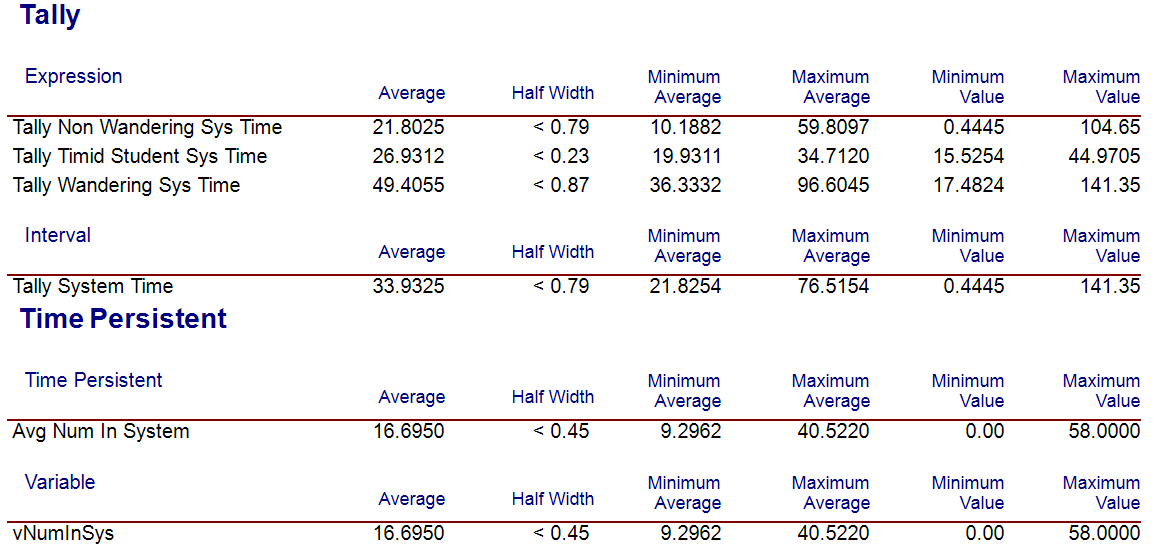 Tally
Expression Average Half Width Minimum Average Maximum Average Minimum Value Maximum Value
Tally Non Wandering Sys Time 21.8025 < 0.79 10.1882 59.8097 0.4445 104.65
Tally Timid Student Sys Time 26.9312 < 0.23 19.9311 34.7120 15.5254 44.9705
Tally Wandering Sys Time 49.4055 < 0.87 36.3332 96.6045 17.4824 141.35
Interval Average Half Width Minimum Average Maximum Average Minimum Value Maximum Value
Tally System Time 33.9325 < 0.79 21.8254 76.5154 0.4445 141.35
Time Persistent
Time Persistent Average Half Width Minimum Average Maximum Average Minimum Value Maximum Value
Avg Num In System 16.6950 < 0.45 9.2962 40.5220 0.00 58.0000
Variable Average Half Width Minimum Average Maximum Average Minimum Value Maximum Value
vNumInSys 16.6950 < 0.45 9.2962 40.5220 0.00 58.0000